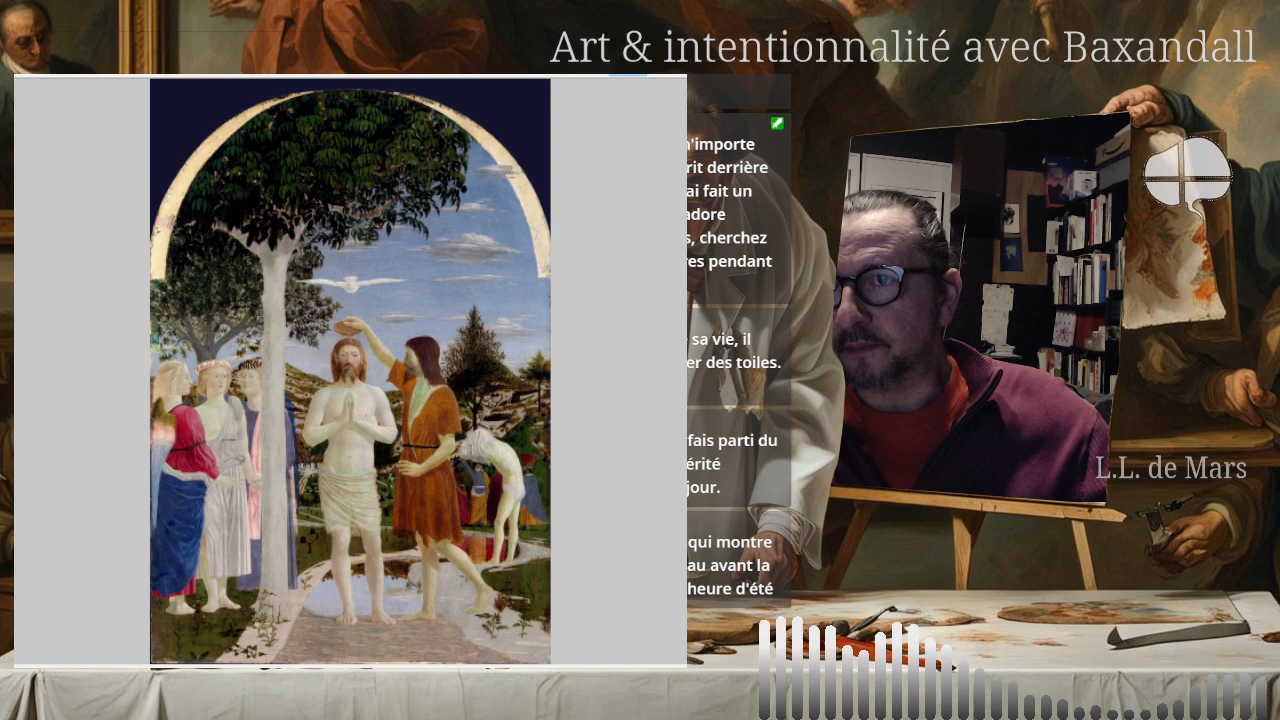 Art & intentionnalité avec Baxandall
n'importe
rit derrière
ai fait un
adore
s, cherchez
es pendant
sa vie, il
er des toiles.
fais parti du
érité
jour.
qui montre
au avant la
heure d'été
L.L. de Mars